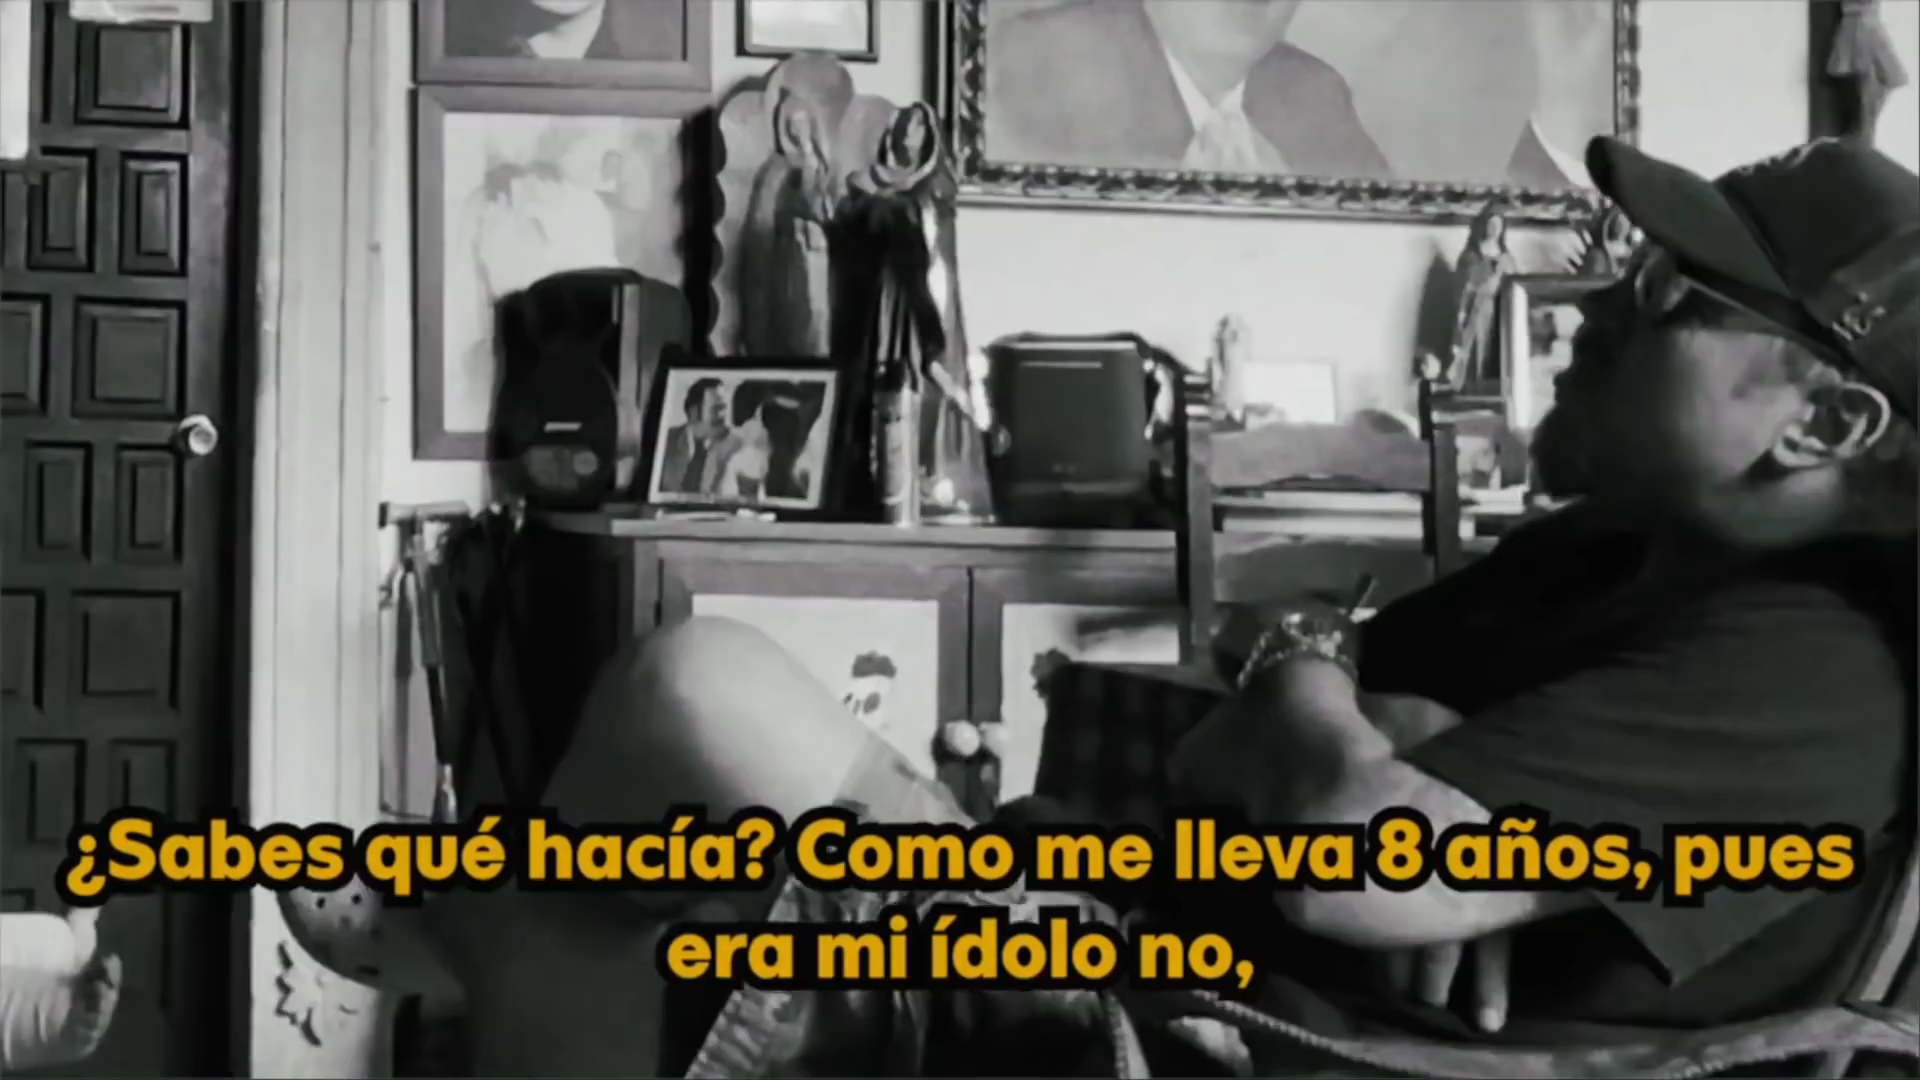 ¿Sabes qué hacía? Como me lleva 8 años, pues
era mi ídolo no,